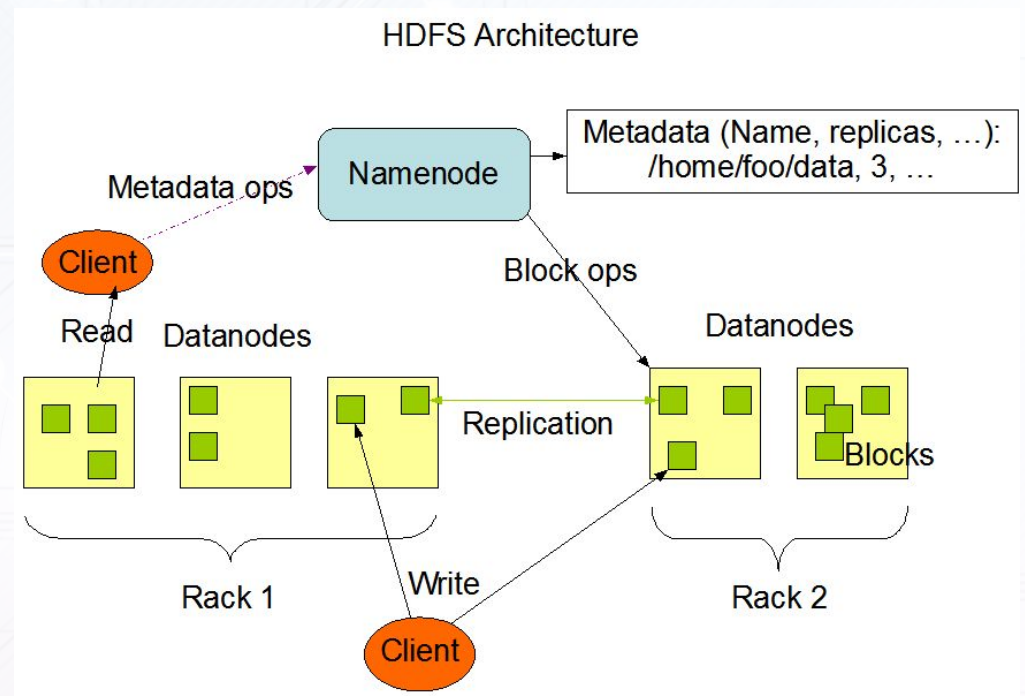 HDFS Architecture
Metadata (Name, replicas, …):
/home/foo/data, 3, …
Namenode
Metadata ops
Client
Block ops
Read
Datanodes
Datanodes
Replication
Blocks
Rack 1
Write
Rack 2
Client